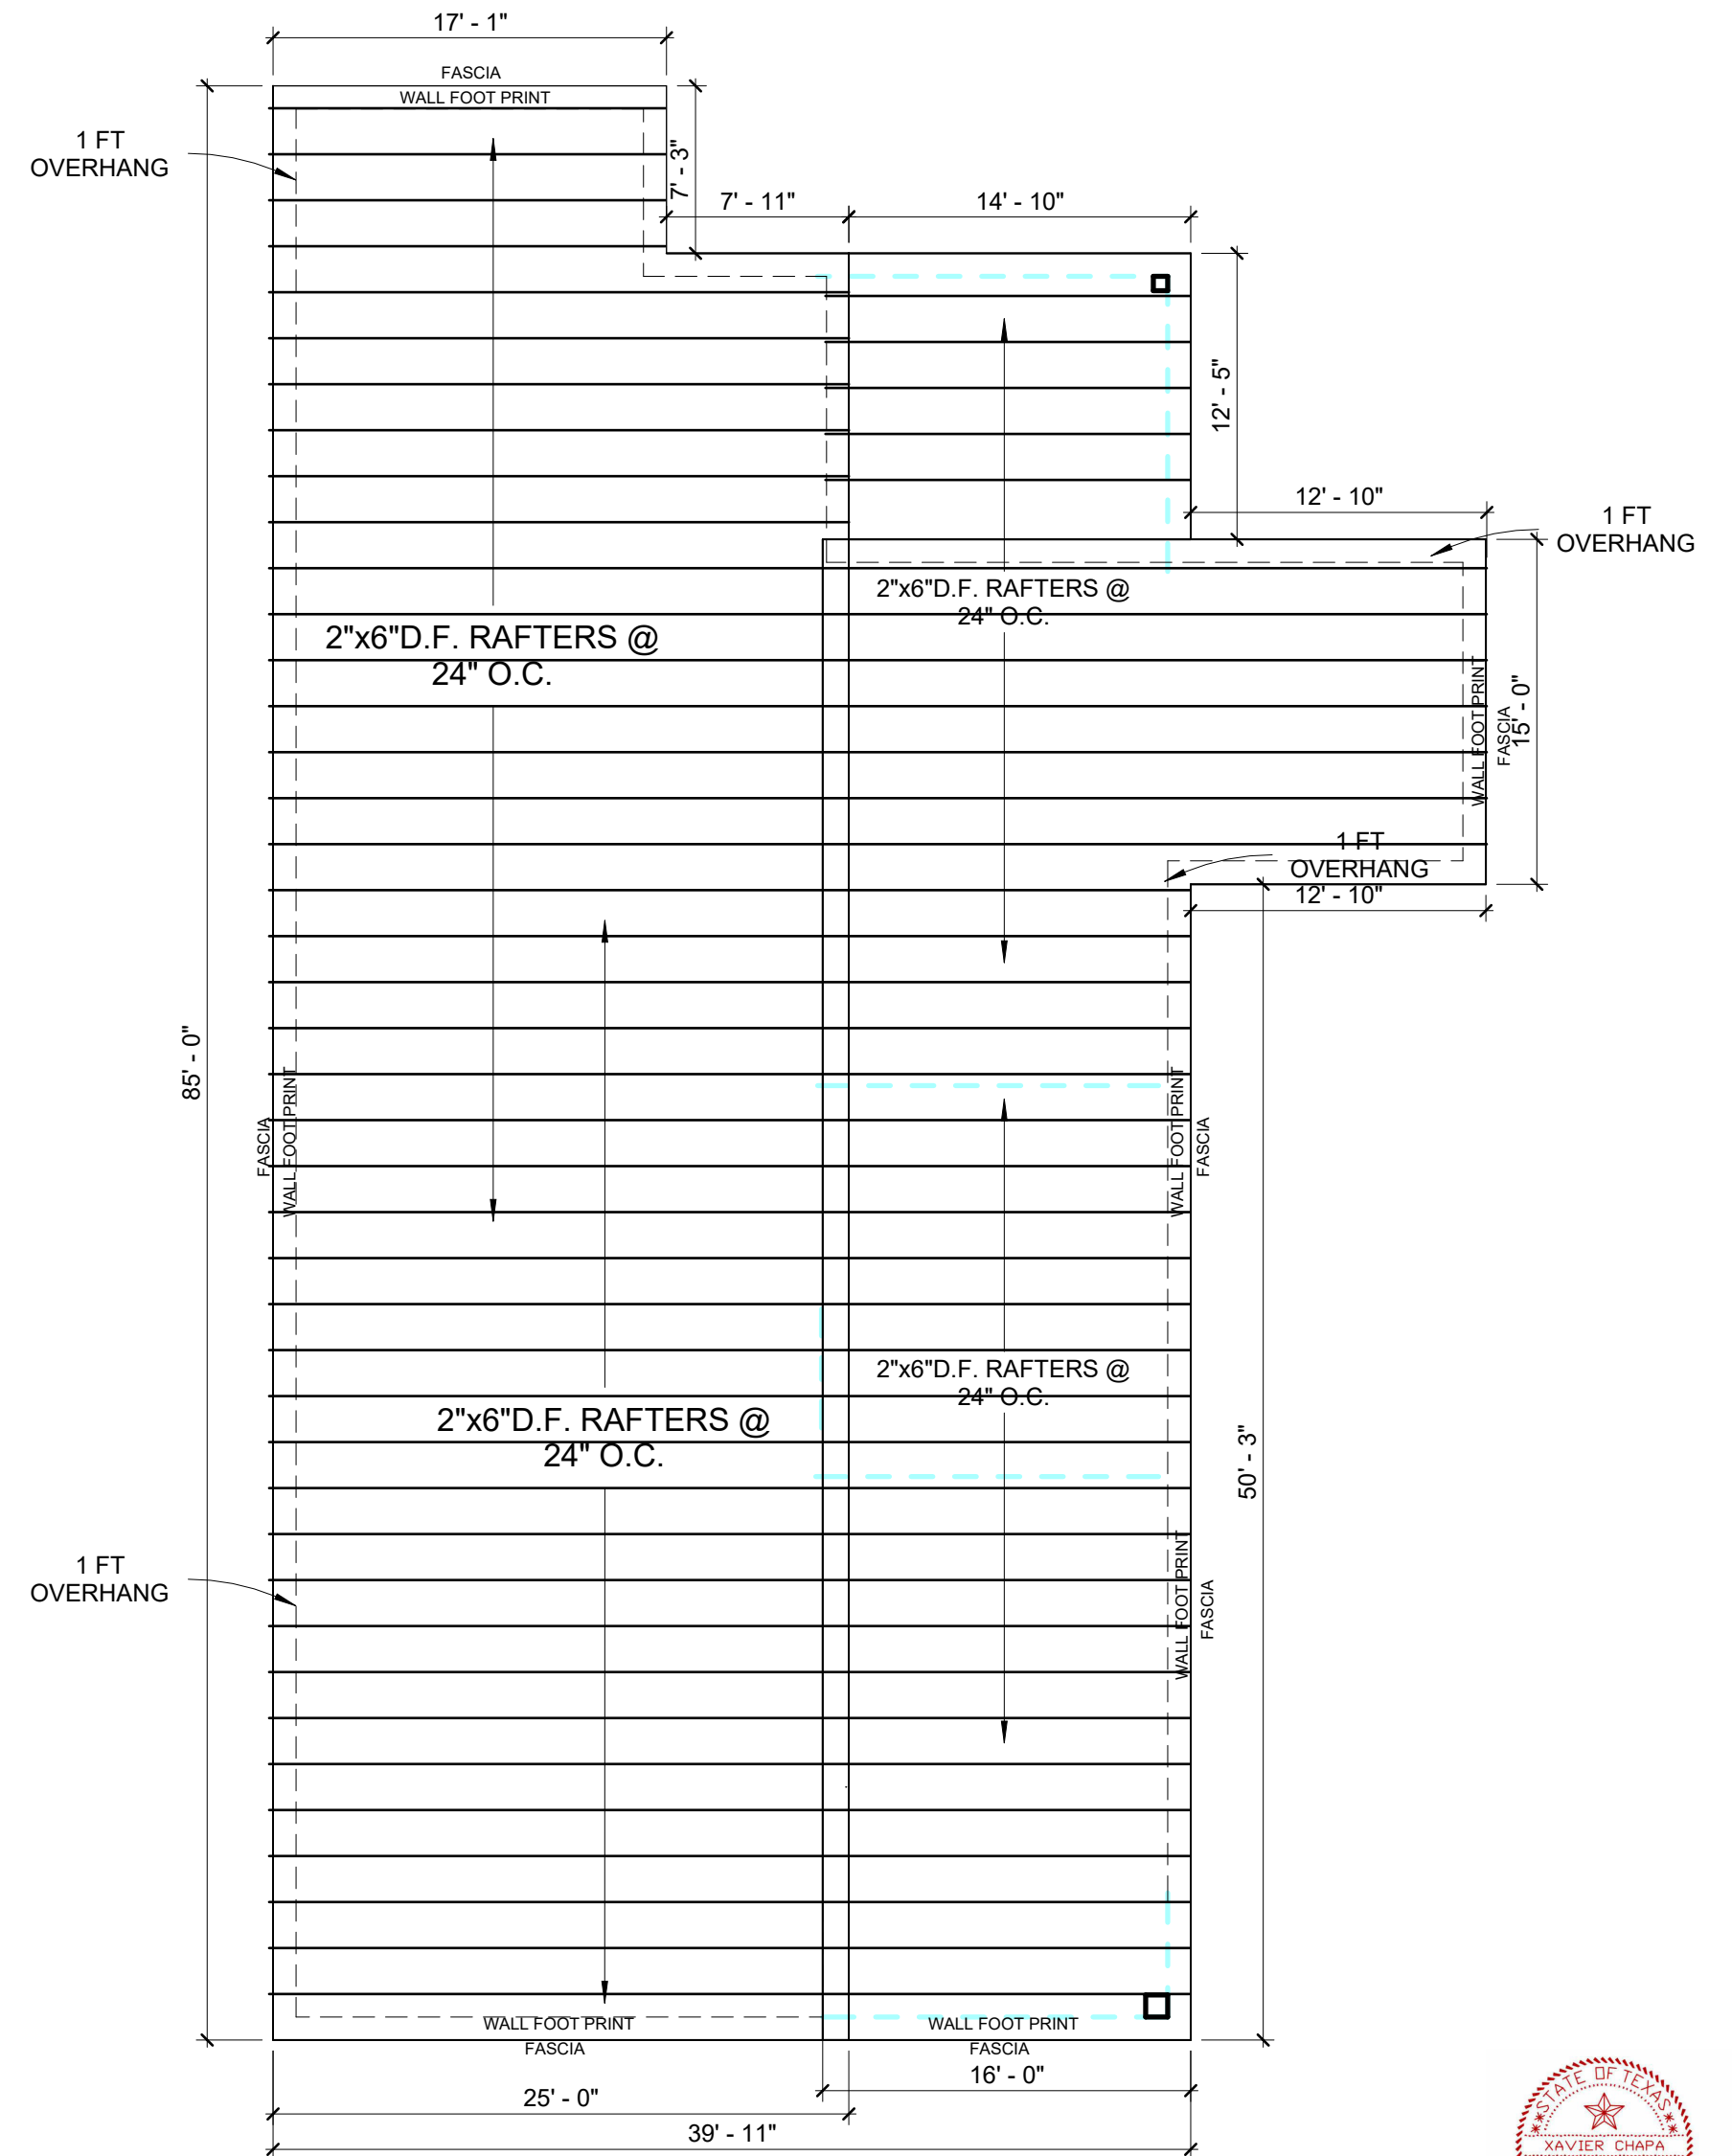 17' - 1"
FASCIA
WALL FOOT PRINT
1 FT
OVERHANG
7' - 3"
7' - 11"
14' - 10"
12' - 5"
12' - 10"
1 FT
OVERHANG
2"x6"D.F. RAFTERS @
24" O.C.
2"x6"D.F. RAFTERS @
24" O.C.
WALL FOOT PRINT
FASCIA
15' - 0"
1 FT
OVERHANG
12' - 10"
85' - 0"
FASCIA
WALL FOOT PRINT
WALL FOOT PRINT
FASCIA
2"x6"D.F. RAFTERS @
24" O.C.
2"x6"D.F. RAFTERS @
24" O.C.
50' - 3"
1 FT
OVERHANG
WALL FOOT PRINT
FASCIA
WALL FOOT PRINT
FASCIA
WALL FOOT PRINT
FASCIA
16' - 0"
25' - 0"
39' - 11"
STATE OF TEXAS
XAVIER CHAPA